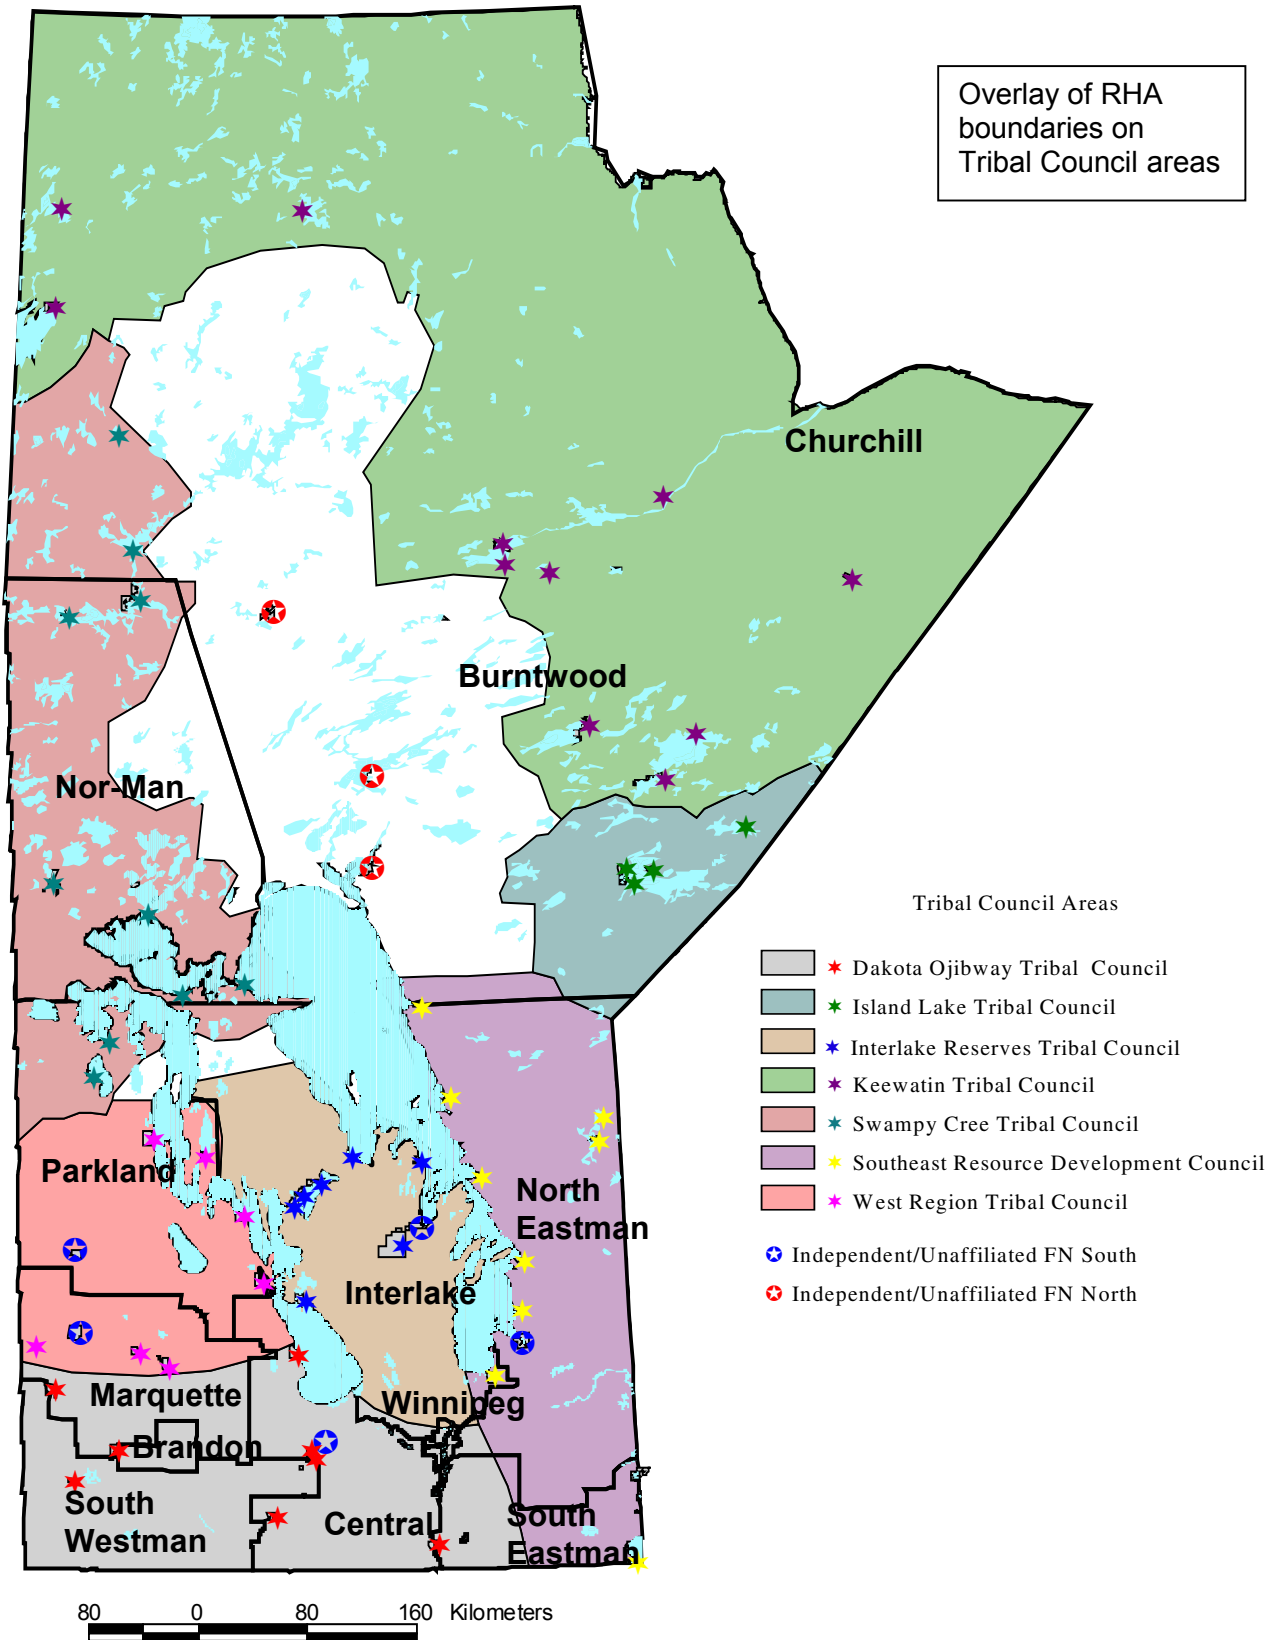 Overlay of RHA
boundaries on
Tribal Council areas
Churchill
Burntwood
Nor-Man
Parkland
North
Eastman
Interlake
Marquette
Winnipeg
Brandon
South
Westman
Central
South
Eastman
Tribal Council Areas
Dakota Ojibway Tribal Council
Island Lake Tribal Council
Interlake Reserves Tribal Council
Keewatin Tribal Council
Swampy Cree Tribal Council
Southeast Resource Development Council
West Region Tribal Council
Independent/Unaffiliated FN South
Independent/Unaffiliated FN North
80 0 80 160 Kilometers